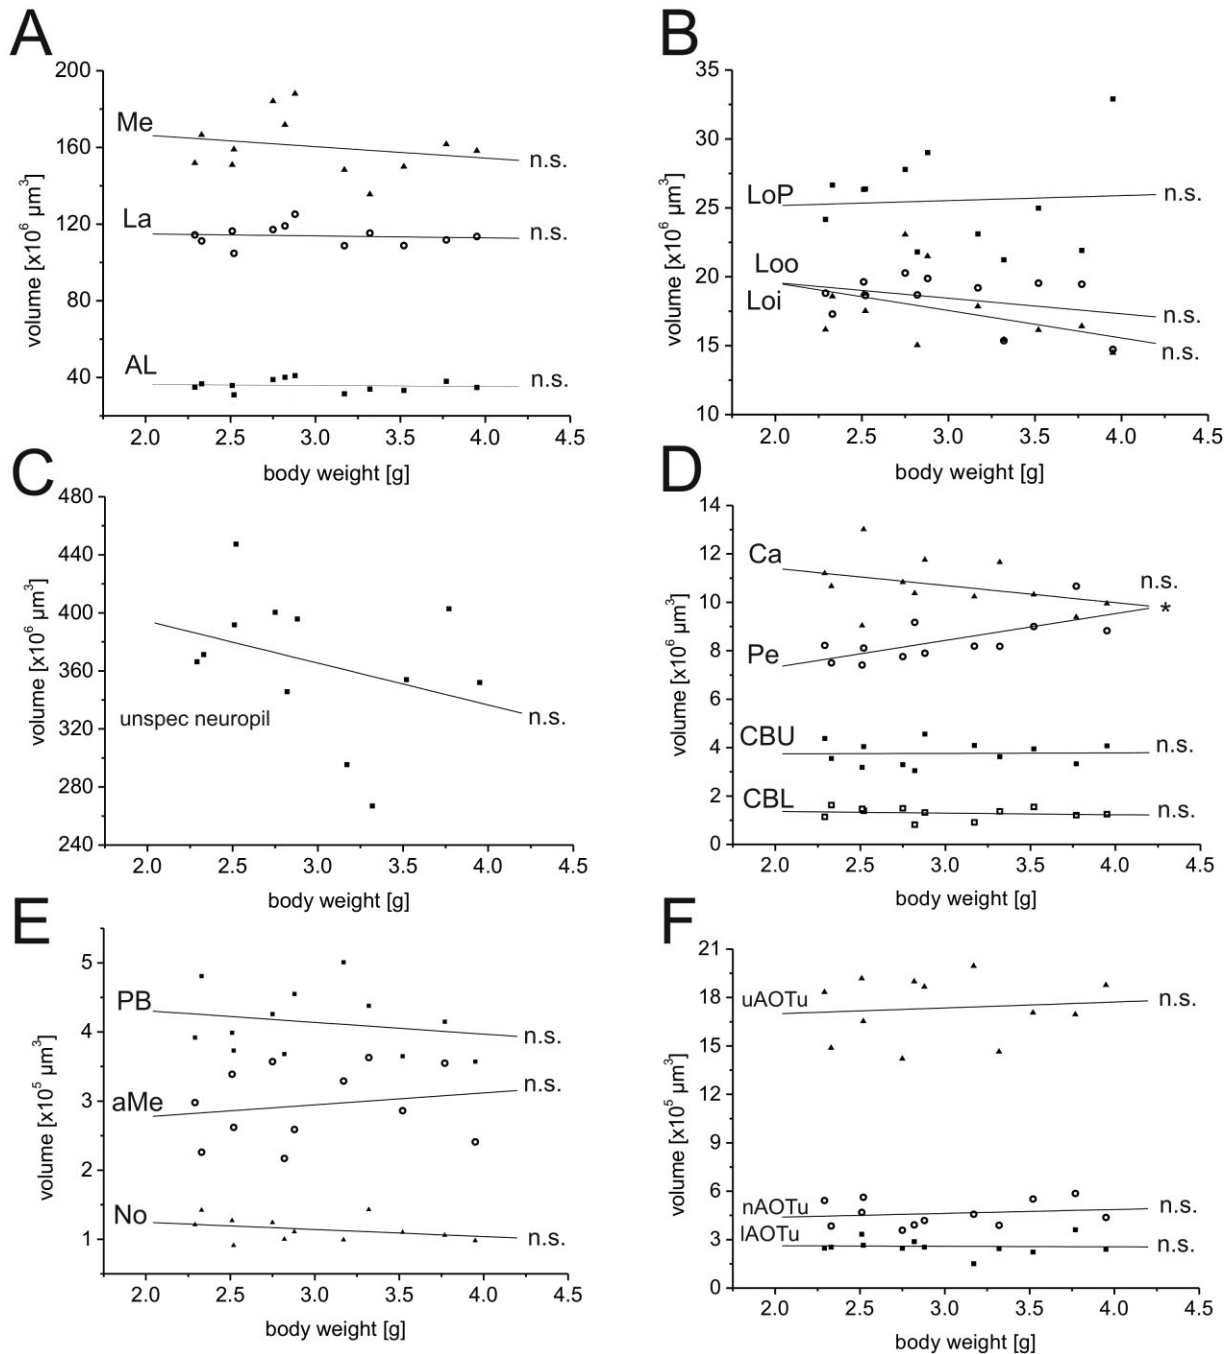 A
volume [x10⁶ µm³]
200
160
120
80
40
Me
n.s.
La
n.s.
AL
n.s.
2.0 2.5 3.0 3.5 4.0 4.5
body weight [g]
B
volume [x10⁶ µm³]
35
30
25
20
15
10
LoP
n.s.
Loo
n.s.
Loi
n.s.
2.0 2.5 3.0 3.5 4.0 4.5
body weight [g]
C
volume [x10⁶ µm³]
480
440
400
360
320
280
240
unspec neuropil
n.s.
2.0 2.5 3.0 3.5 4.0 4.5
body weight [g]
D
volume [x10⁶ µm³]
14
12
10
8
6
4
2
0
Ca
n.s.
Pe
*
CBU
n.s.
CBL
n.s.
2.0 2.5 3.0 3.5 4.0 4.5
body weight [g]
E
volume [x10⁵ µm³]
5
4
3
2
1
PB
n.s.
aMe
n.s.
No
n.s.
2.0 2.5 3.0 3.5 4.0 4.5
body weight [g]
F
volume [x10⁵ µm³]
21
18
15
12
9
6
3
0
uAOTu
n.s.
nAOTu
n.s.
lAOTu
n.s.
2.0 2.5 3.0 3.5 4.0 4.5
body weight [g]